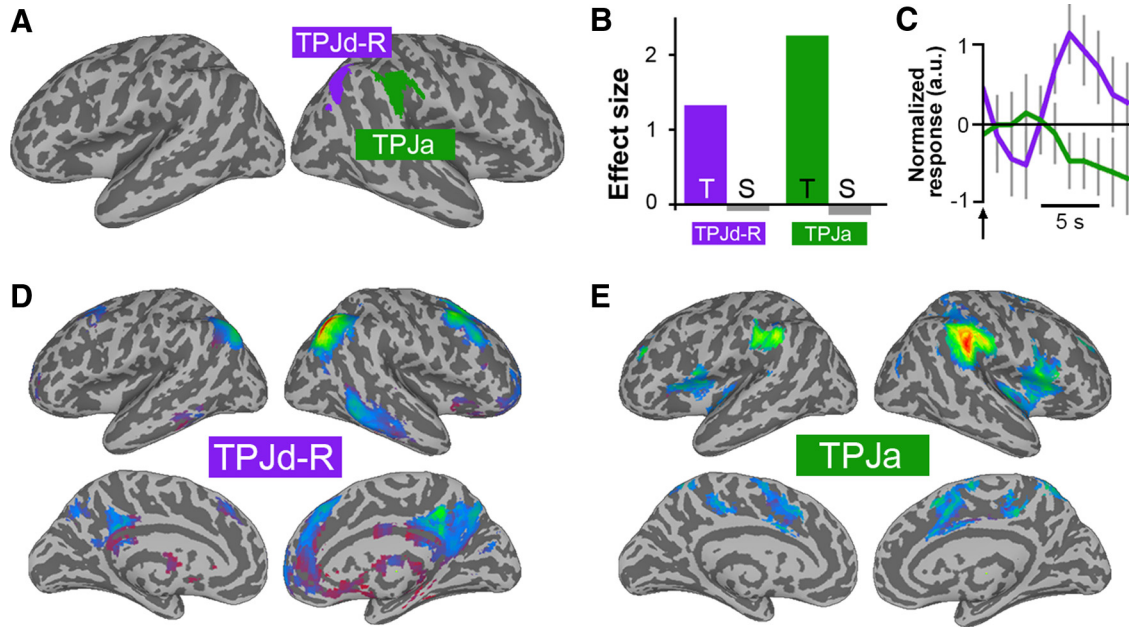 A
TPJd-R
TPJa
B
Effect size
2
1
0
T
S
T
S
TPJd-R
TPJa
C
Normalized
response (a.u.)
1
0
-1
5 s
D
TPJd-R
E
TPJa